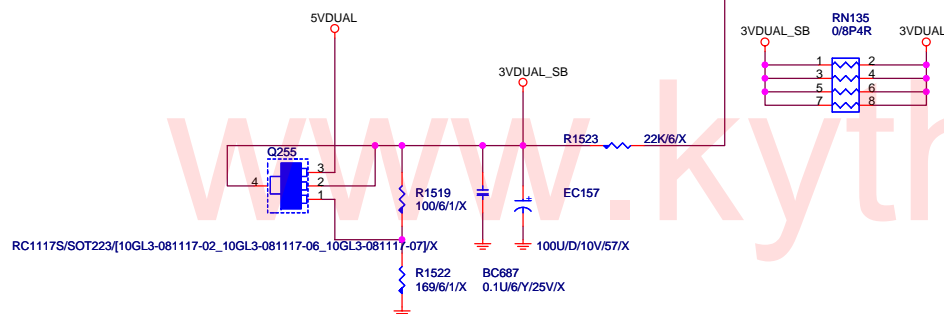 5VDUAL
RN135
0/8P4R
3VDUAL_SB
3VDUAL
1 2
3 4
5 6
7 8
3VDUAL_SB
R1523 22K/6/X
Q255
3
4 2
1
R1519
100/6/1/X
EC157
RC1117S/SOT223/[10GL3-081117-02_10GL3-081117-06_10GL3-081117-07]/X
100U/D/10V/57/X
R1522
169/6/1/X
BC687
0.1U/6/Y/25V/X
www.kyth